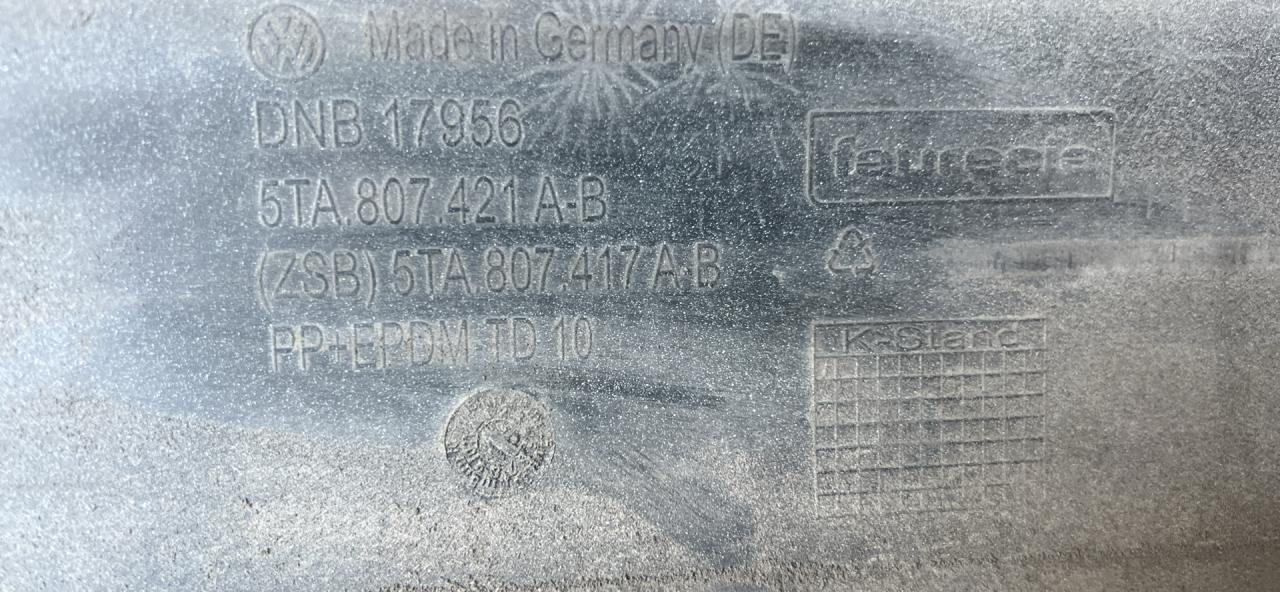 VW Made in Germany (DE)
DNB 17956
faurecia
5TA.807.421 A-B
(ZSB) 5TA.807.417 A-B
PP+EPDM TD 10
K-Stand